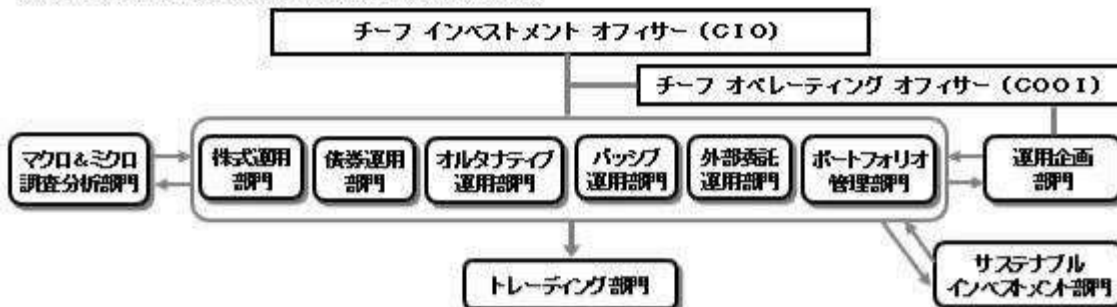 チーフ インベストメント オフィサー (CIO)
チーフ オペレーティング オフィサー (COOI)
マクロ&ミクロ
調査分析部門
株式運用
部門
債券運用
部門
オルタナティブ
運用部門
パッシブ
運用部門
外部委託
運用部門
ポートフォリオ
管理部門
運用企画
部門
トレーディング部門
サステナブル
インベストメント部門